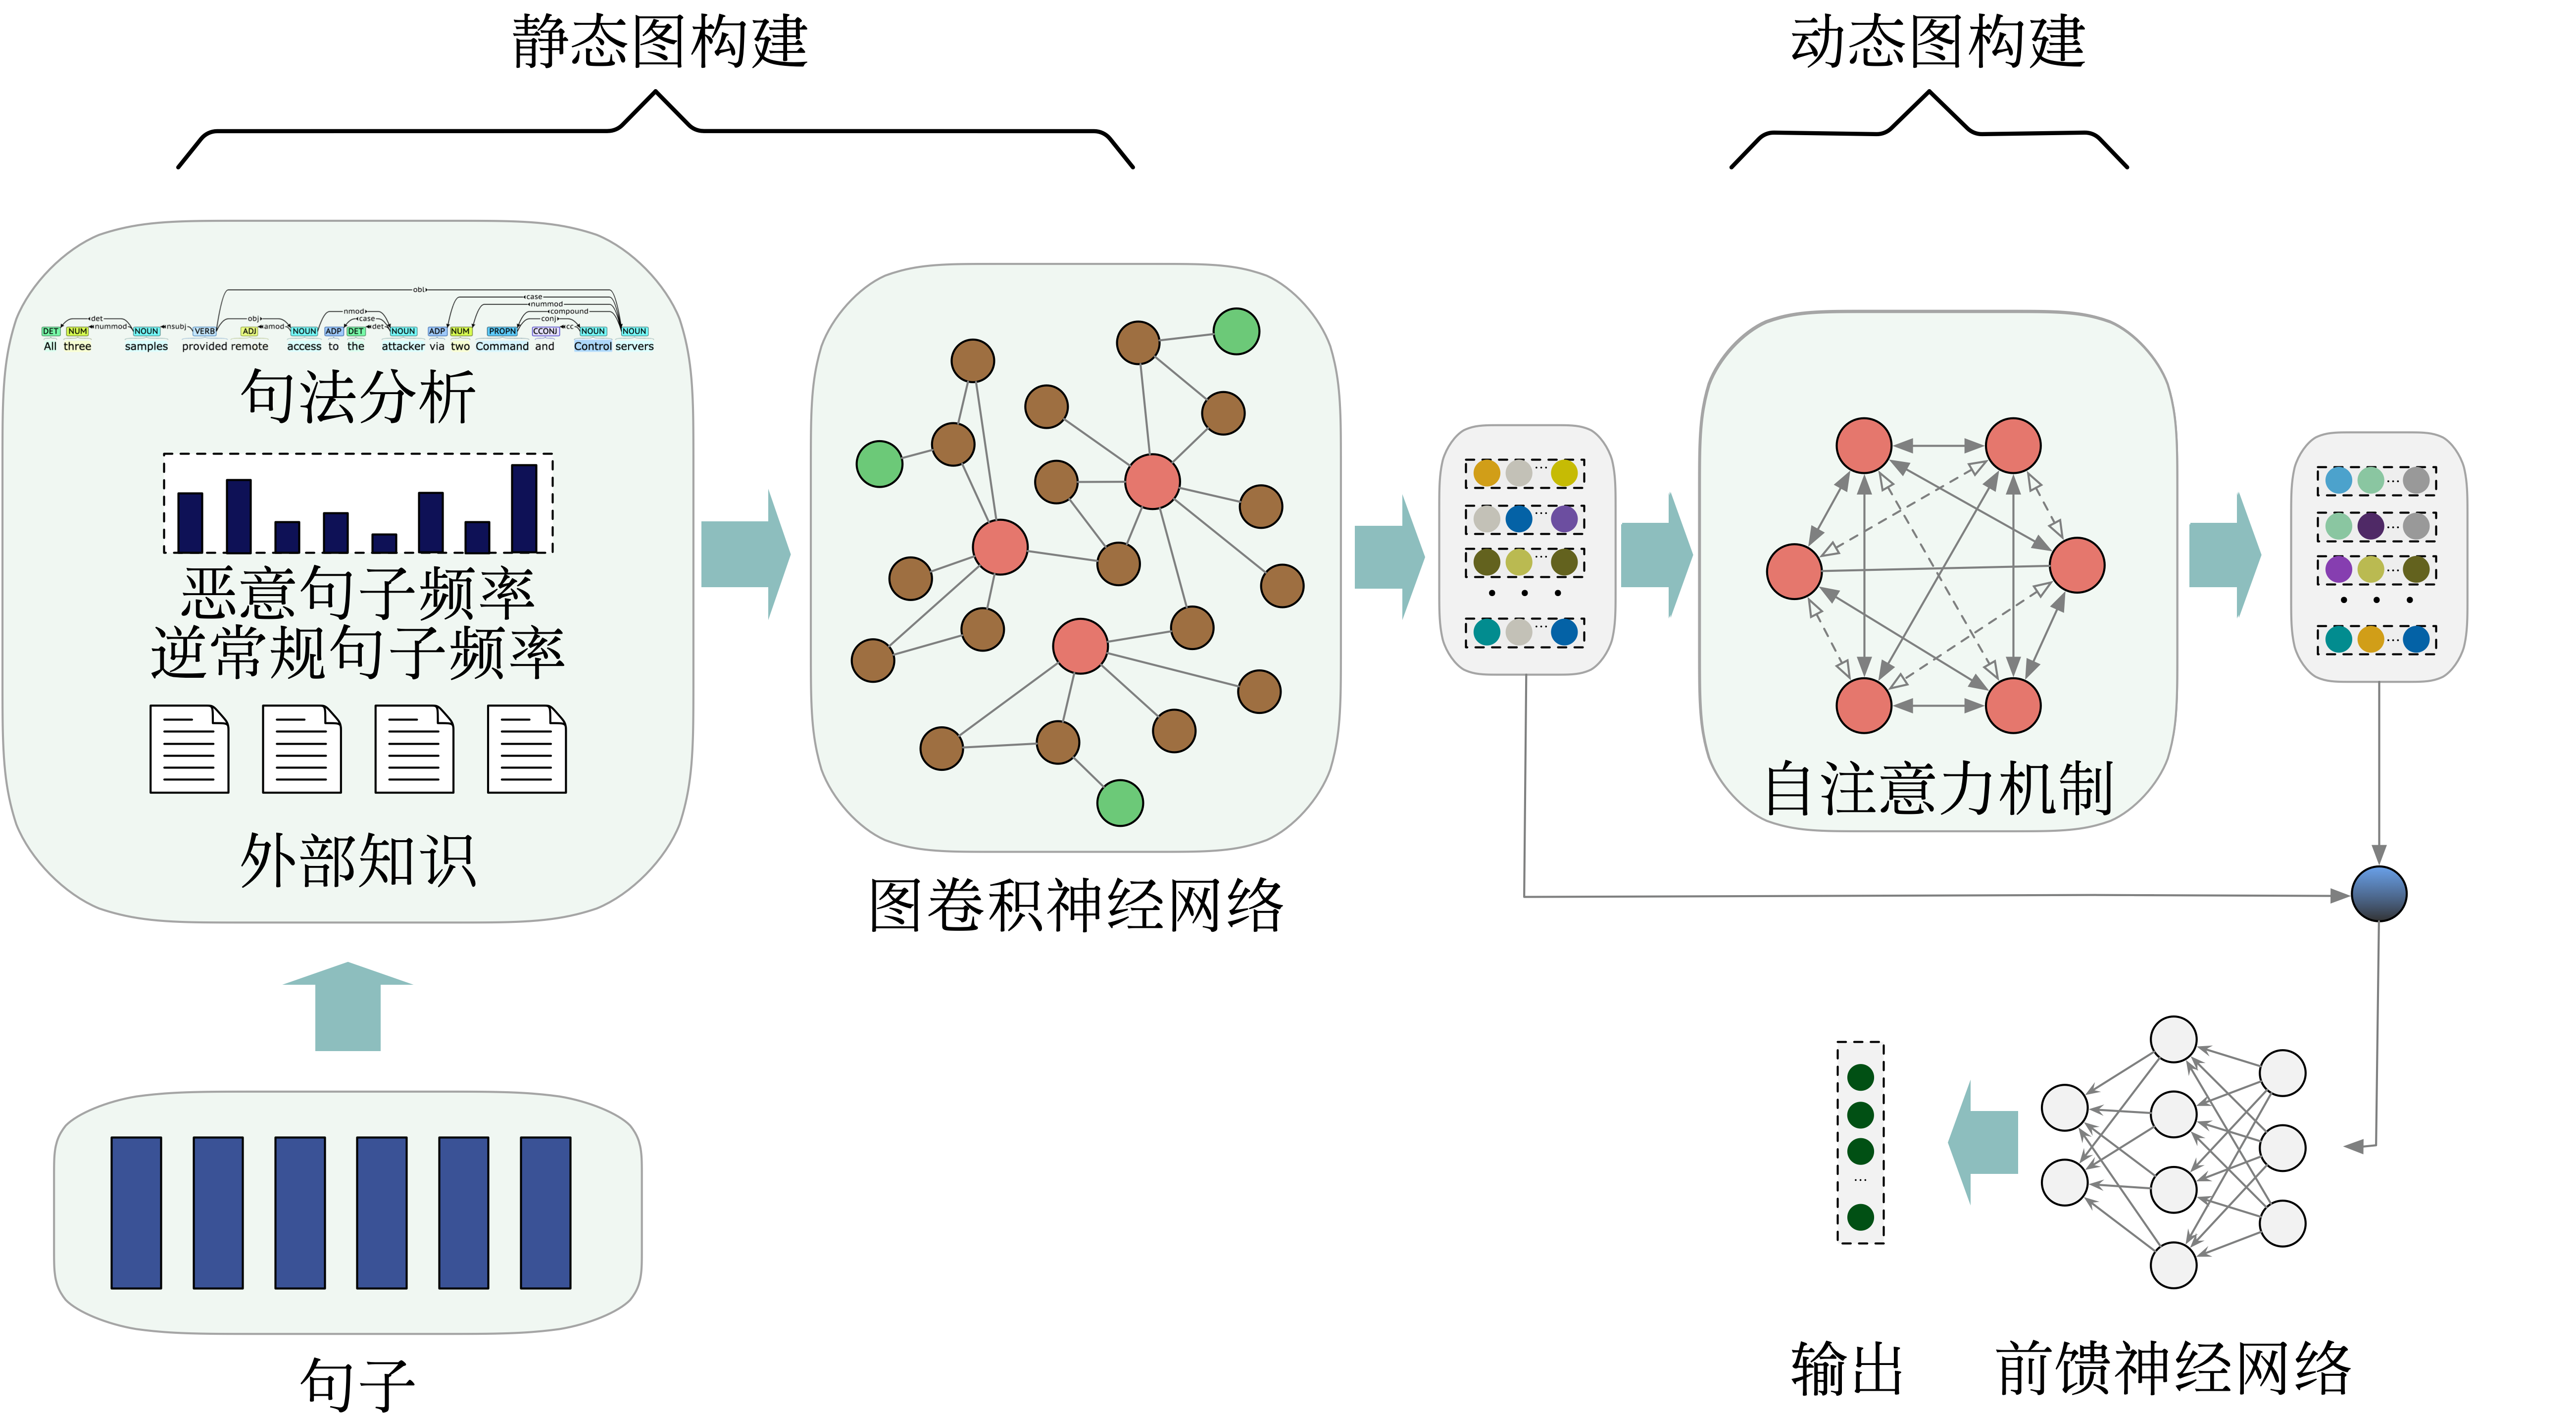 静态图构建
动态图构建
obl
case
nummod
nmod
compound
det
obj
case
conj
nummod
nsubj
amod
det
cc
DET NUM NOUN VERB ADJ NOUN ADP DET NOUN ADP NUM PROPN CCONJ NOUN NOUN
All three samples provided remote access to the attacker via two Command and Control servers
句法分析
恶意句子频率
逆常规句子频率
外部知识
图卷积神经网络
自注意力机制
句子
输出
前馈神经网络